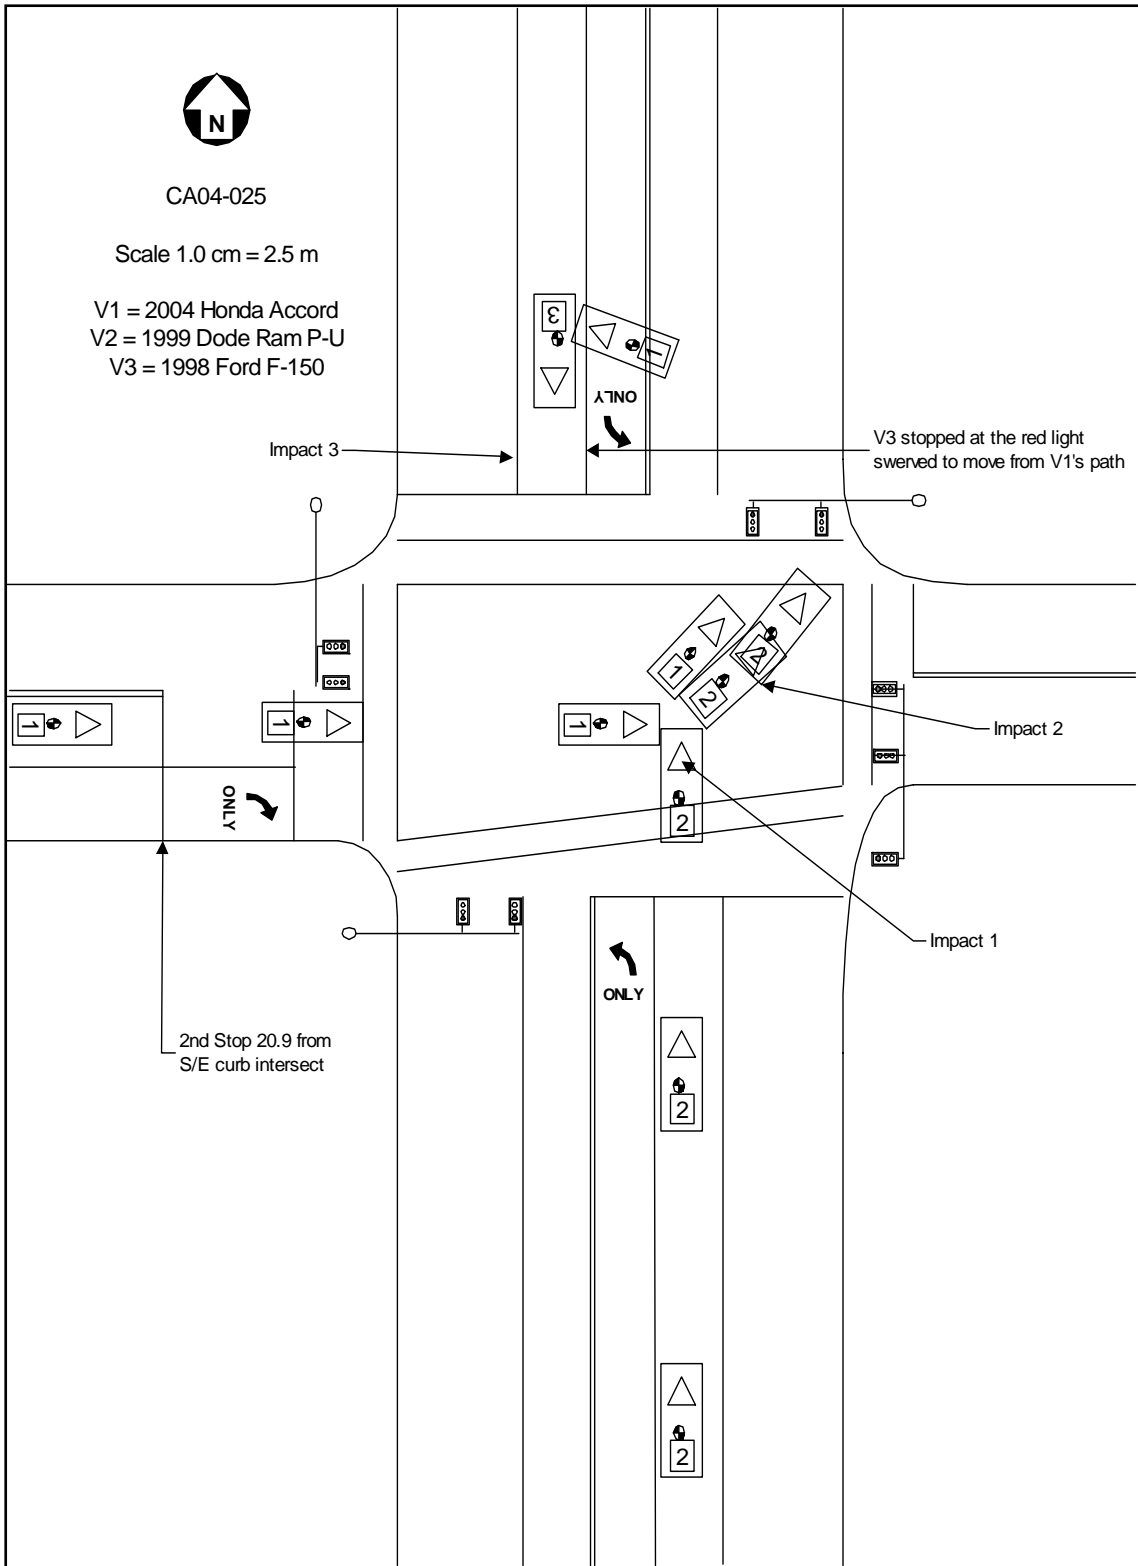 N
CA04-025
Scale 1.0 cm = 2.5 m
V1 = 2004 Honda Accord
V2 = 1999 Dode Ram P-U
V3 = 1998 Ford F-150
3
1
ONLY
Impact 3
V3 stopped at the red light
swerved to move from V1's path
1
2
2
1
1
1
Impact 2
ONLY
2
Impact 1
ONLY
2nd Stop 20.9 from
S/E curb intersect
2
2